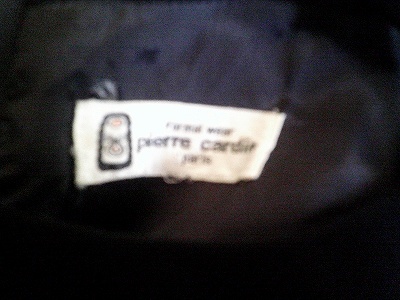 formal wear
pierre cardin
paris